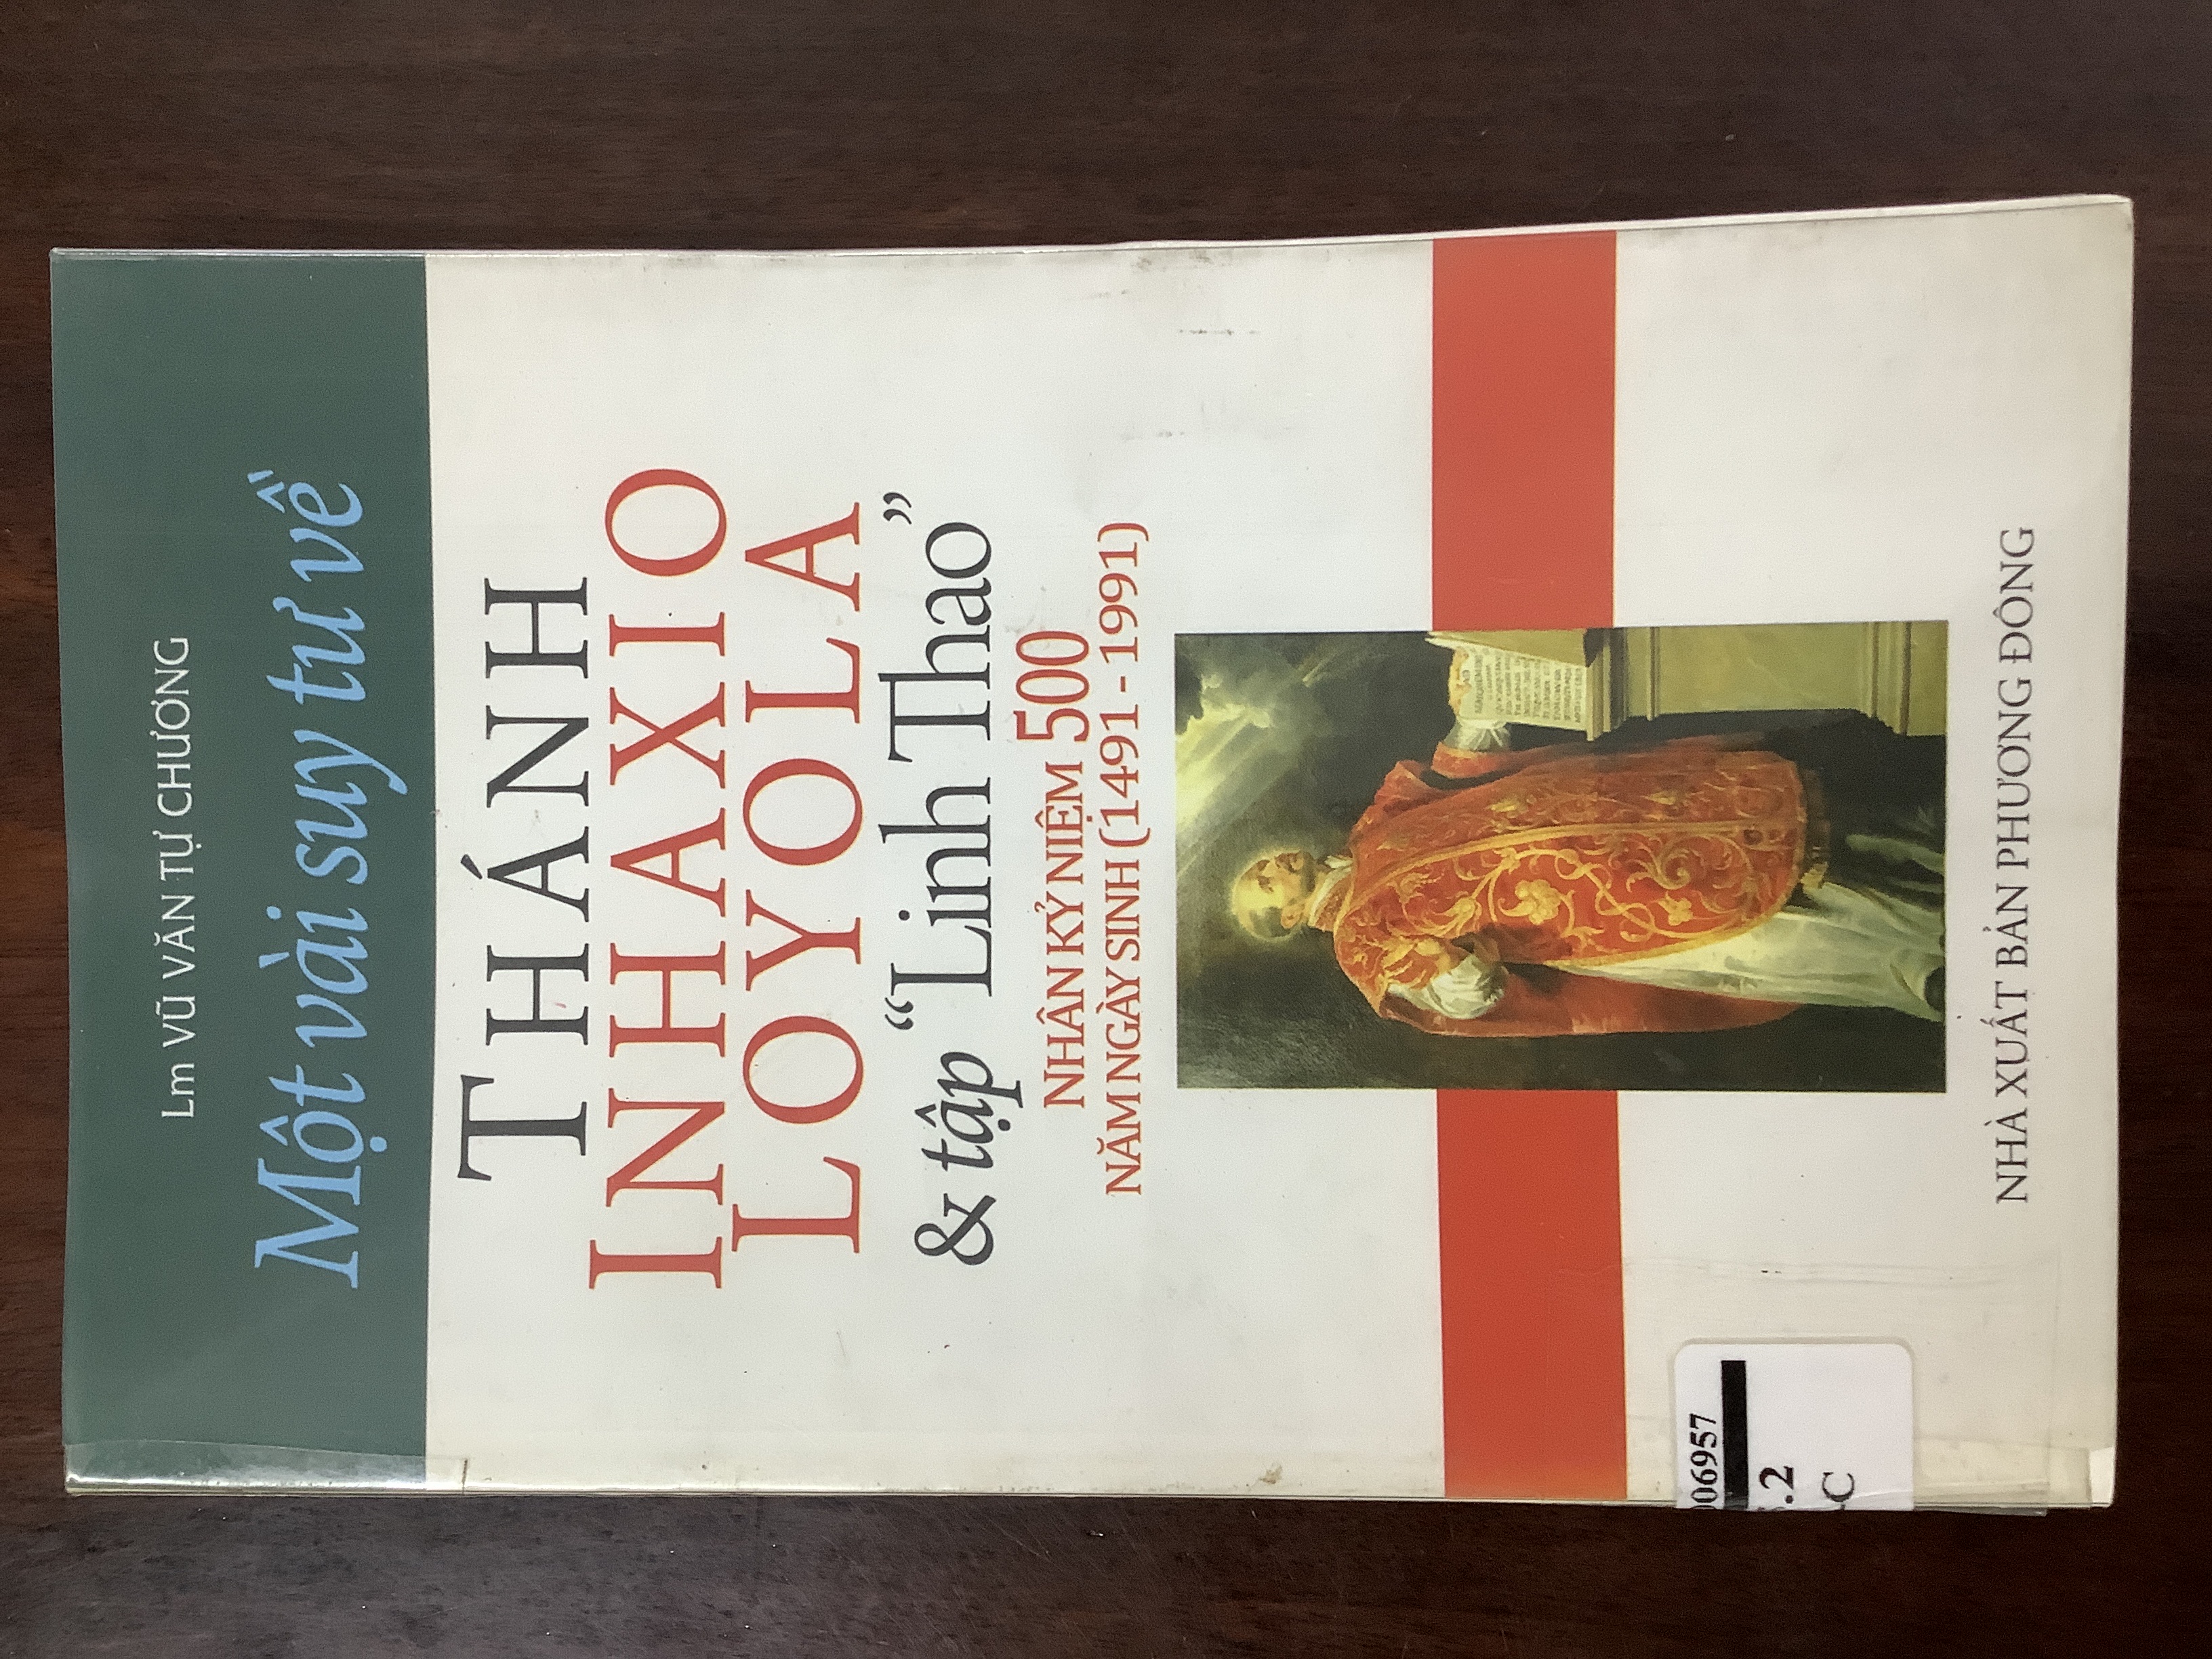 Lm VŨ VĂN TỰ CHƯƠNG
Một vài suy tư về
THÁNH
INHAXIO
LOYOLA
& tập “Linh Thao”
NHÂN KỶ NIỆM 500
NĂM NGÀY SINH (1491 - 1991)
NHÀ XUẤT BẢN PHƯƠNG ĐÔNG
006957
.2
-C